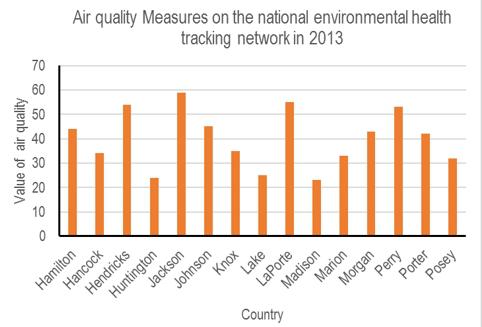 Air quality Measures on the national environmental health
tracking network in 2013
Value of air quality
70
60
50
40
30
20
10
0
Hamilton
Hancock
Hendricks
Huntington
Jackson
Johnson
Knox
Lake
LaPorte
Madison
Marion
Morgan
Perry
Porter
Posey
Country